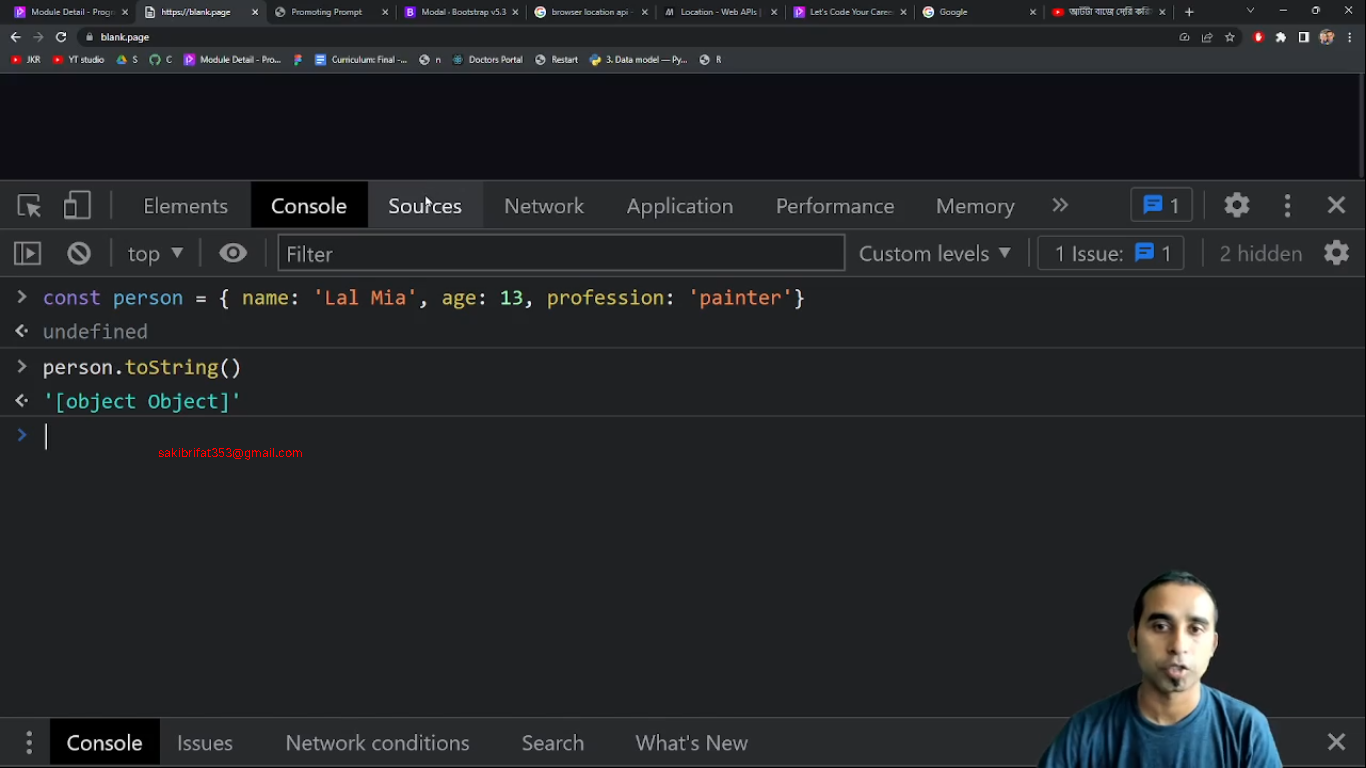 Module Detail - Progr
https://blank.page
Promoting Prompt
Modal · Bootstrap v5.3
browser location api -
Location - Web APIs |
Let's Code Your Caree
Google
আটটা বাজে দেরি করি
blank.page
JKR
YT studio
S
C
Module Detail - Pro...
Curriculum: Final -...
n
Doctors Portal
Restart
3. Data model — Py...
R
Elements
Console
Sources
Network
Application
Performance
Memory
1
top
Filter
Custom levels
1 Issue: 1
2 hidden
> const person = { name: 'Lal Mia', age: 13, profession: 'painter'}
undefined
> person.toString()
'[object Object]'
>
sakibrifat353@gmail.com
Console
Issues
Network conditions
Search
What's New